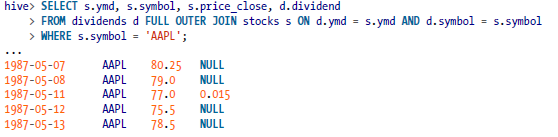 hive> SELECT s.ymd, s.symbol, s.price_close, d.dividend
> FROM dividends d FULL OUTER JOIN stocks s ON d.ymd = s.ymd AND d.symbol = s.symbol
> WHERE s.symbol = 'AAPL';
...
1987-05-07 AAPL 80.25 NULL
1987-05-08 AAPL 79.0 NULL
1987-05-11 AAPL 77.0 0.015
1987-05-12 AAPL 75.5 NULL
1987-05-13 AAPL 78.5 NULL